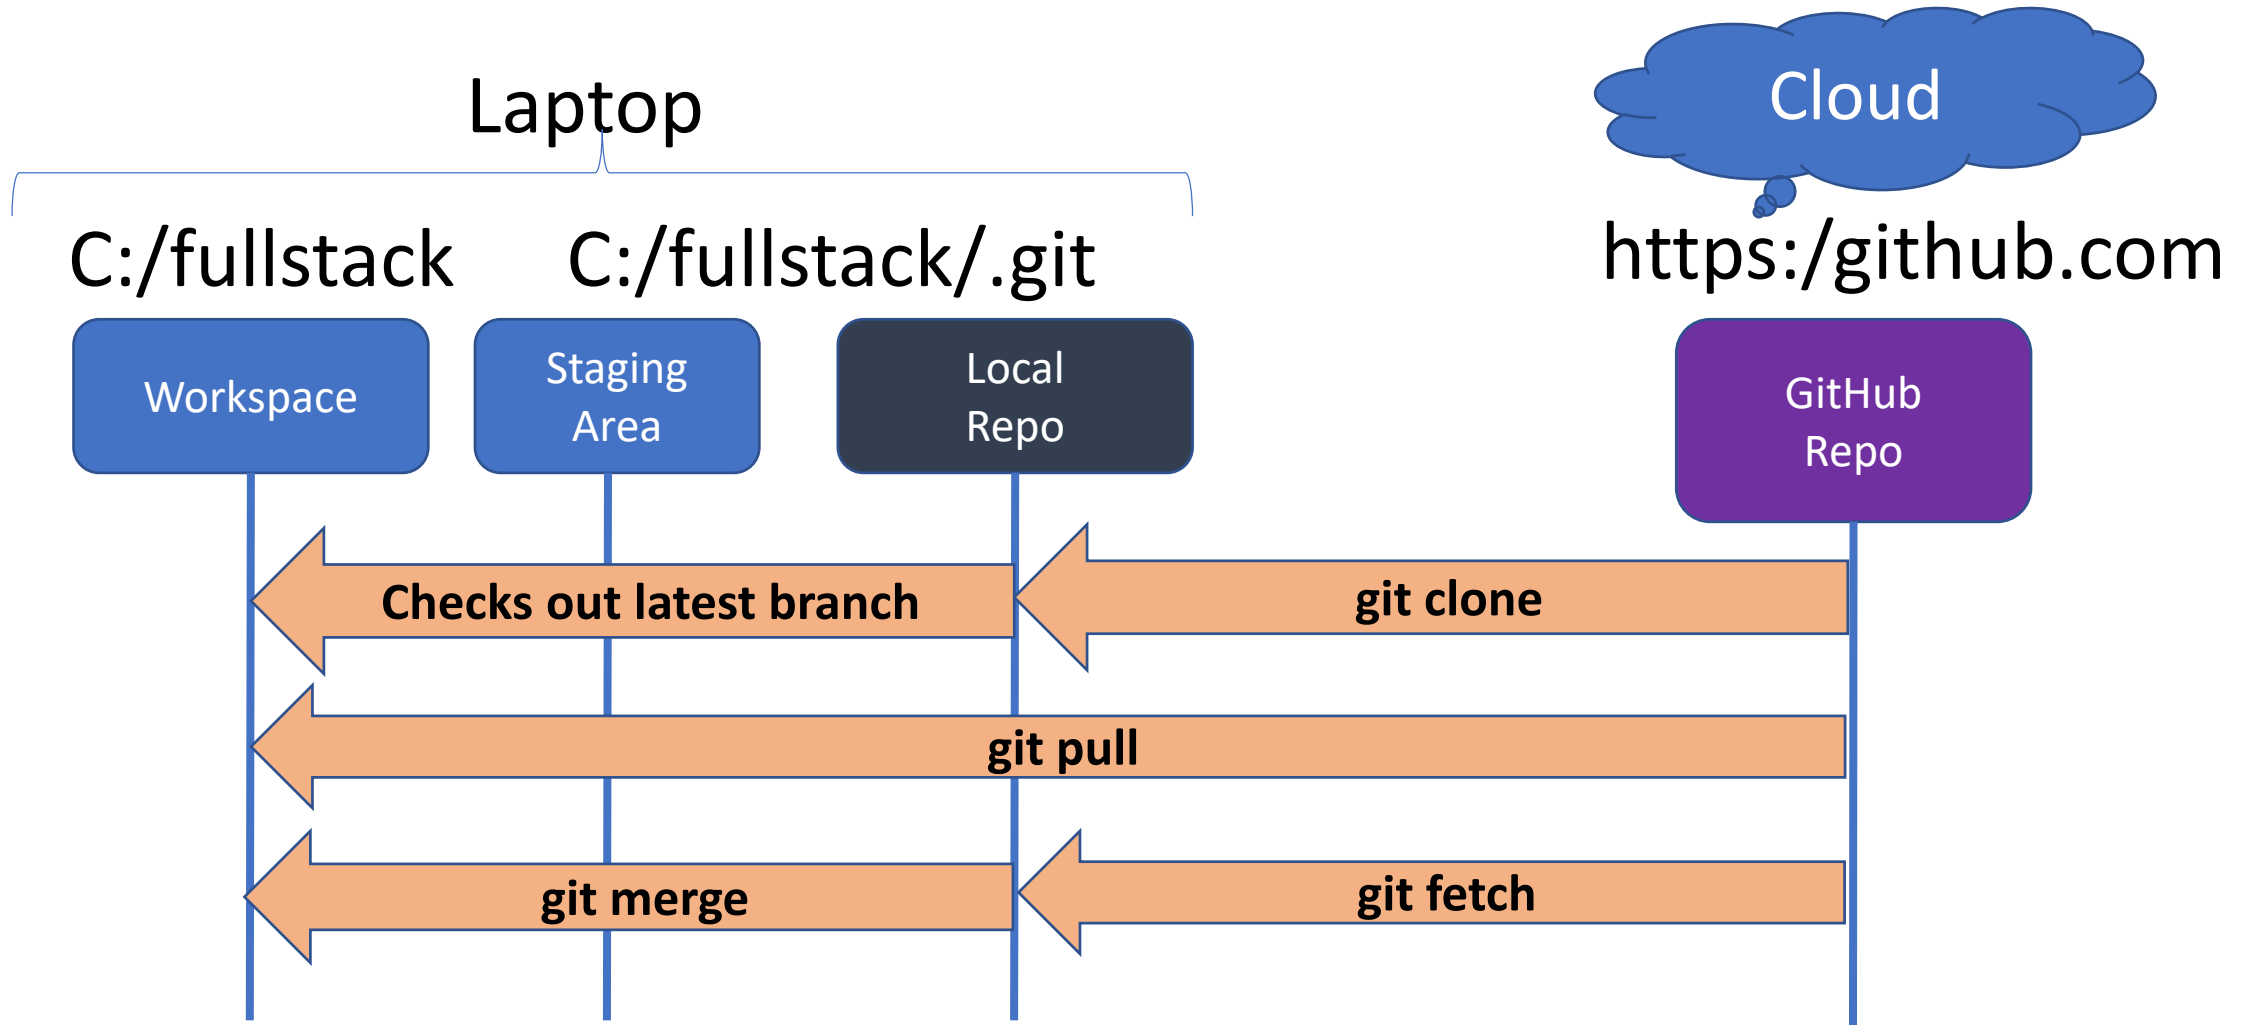 Laptop
Cloud
C:/fullstack
C:/fullstack/.git
https:/github.com
Workspace
Staging
Area
Local
Repo
GitHub
Repo
Checks out latest branch
git clone
git pull
git merge
git fetch